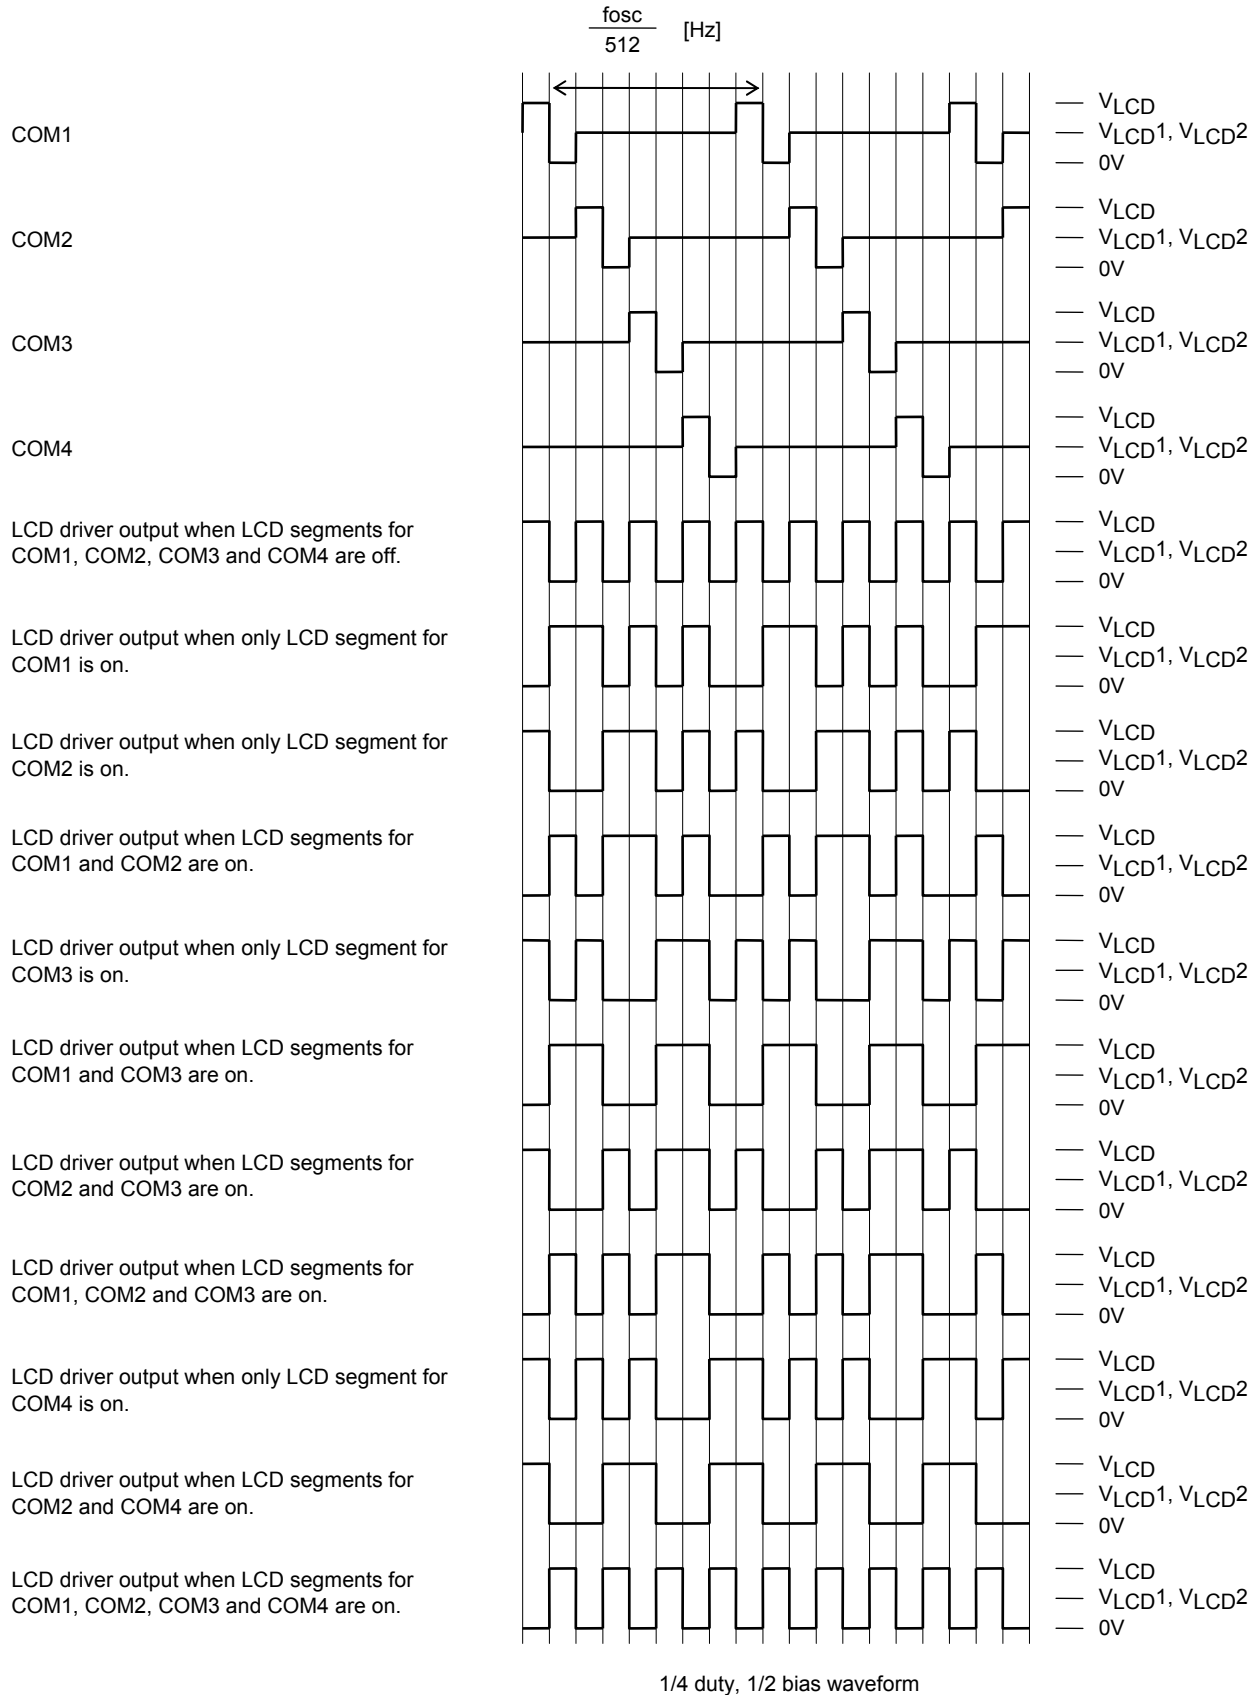 fosc
512
[Hz]
COM1
VLCD
VLCD1, VLCD2
0V
COM2
VLCD
VLCD1, VLCD2
0V
COM3
VLCD
VLCD1, VLCD2
0V
COM4
VLCD
VLCD1, VLCD2
0V
LCD driver output when LCD segments for
COM1, COM2, COM3 and COM4 are off.
VLCD
VLCD1, VLCD2
0V
LCD driver output when only LCD segment for
COM1 is on.
VLCD
VLCD1, VLCD2
0V
LCD driver output when only LCD segment for
COM2 is on.
VLCD
VLCD1, VLCD2
0V
LCD driver output when LCD segments for
COM1 and COM2 are on.
VLCD
VLCD1, VLCD2
0V
LCD driver output when only LCD segment for
COM3 is on.
VLCD
VLCD1, VLCD2
0V
LCD driver output when LCD segments for
COM1 and COM3 are on.
VLCD
VLCD1, VLCD2
0V
LCD driver output when LCD segments for
COM2 and COM3 are on.
VLCD
VLCD1, VLCD2
0V
LCD driver output when LCD segments for
COM1, COM2 and COM3 are on.
VLCD
VLCD1, VLCD2
0V
LCD driver output when only LCD segment for
COM4 is on.
VLCD
VLCD1, VLCD2
0V
LCD driver output when LCD segments for
COM2 and COM4 are on.
VLCD
VLCD1, VLCD2
0V
LCD driver output when LCD segments for
COM1, COM2, COM3 and COM4 are on.
VLCD
VLCD1, VLCD2
0V
1/4 duty, 1/2 bias waveform